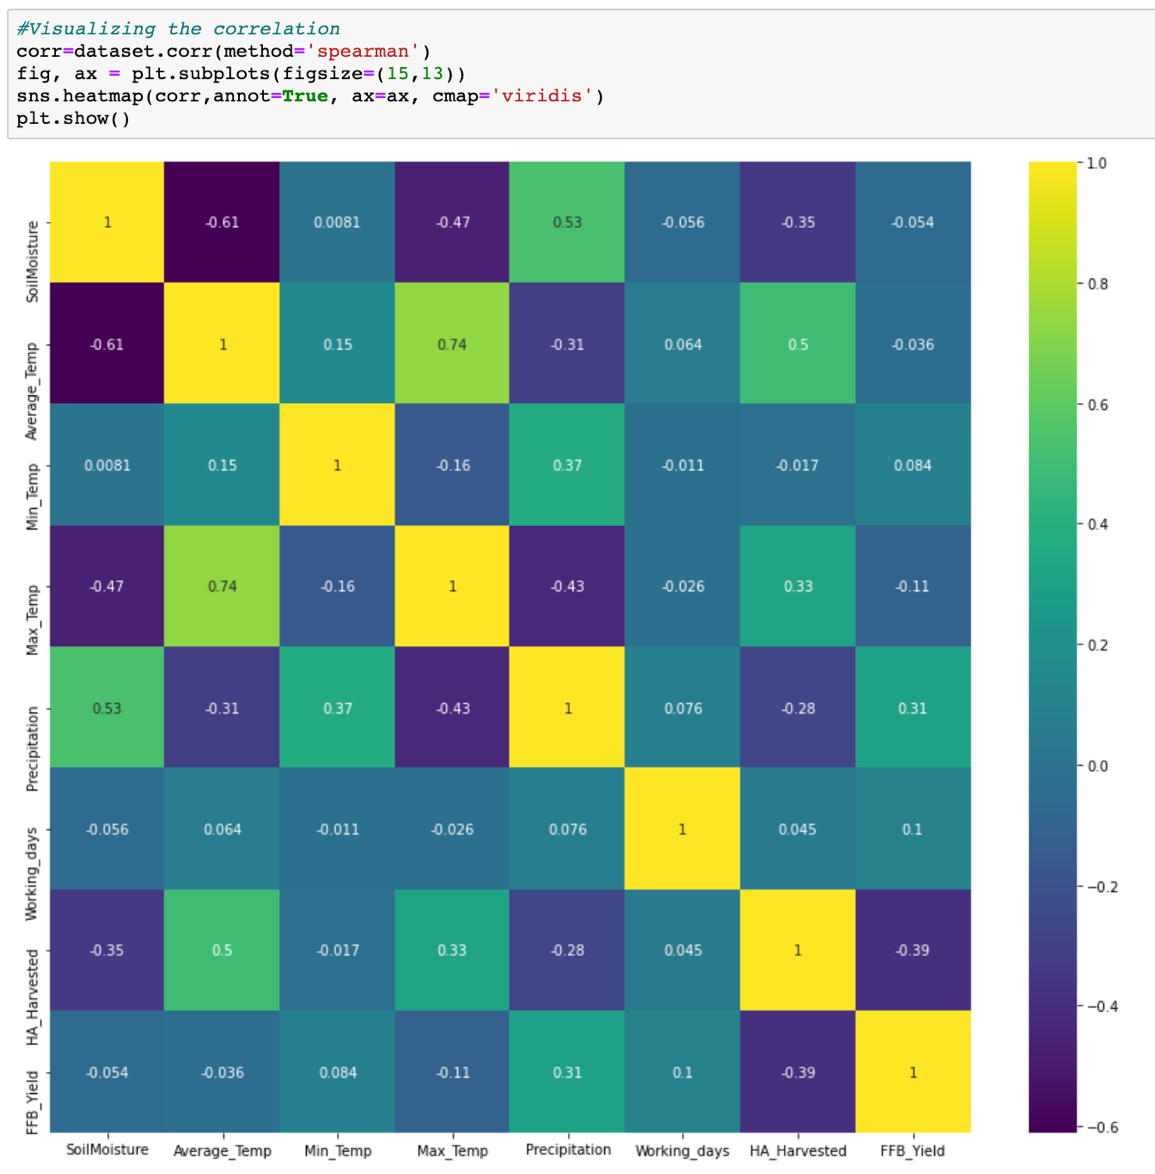 #Visualizing the correlation
corr=dataset.corr(method='spearman')
fig, ax = plt.subplots(figsize=(15,13))
sns.heatmap(corr,annot=True, ax=ax, cmap='viridis')
plt.show()
SoilMoisture 1 -0.61 0.0081 -0.47 0.53 -0.056 -0.35 -0.054
Average_Temp -0.61 1 0.15 0.74 -0.31 0.064 0.5 -0.036
Min_Temp 0.0081 0.15 1 -0.16 0.37 -0.011 -0.017 0.084
Max_Temp -0.47 0.74 -0.16 1 -0.43 -0.026 0.33 -0.11
Precipitation 0.53 -0.31 0.37 -0.43 1 0.076 -0.28 0.31
Working_days -0.056 0.064 -0.011 -0.026 0.076 1 0.045 0.1
HA_Harvested -0.35 0.5 -0.017 0.33 -0.28 0.045 1 -0.39
FFB_Yield -0.054 -0.036 0.084 -0.11 0.31 0.1 -0.39 1
SoilMoisture Average_Temp Min_Temp Max_Temp Precipitation Working_days HA_Harvested FFB_Yield
1.0
0.8
0.6
0.4
0.2
0.0
−0.2
−0.4
−0.6